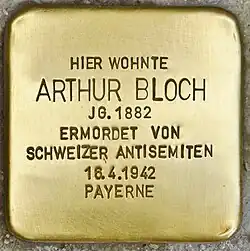 HIER WOHNTE
ARTHUR BLOCH
JG. 1882
ERMORDET VON
SCHWEIZER ANTISEMITEN
16.4.1942
PAYERNE